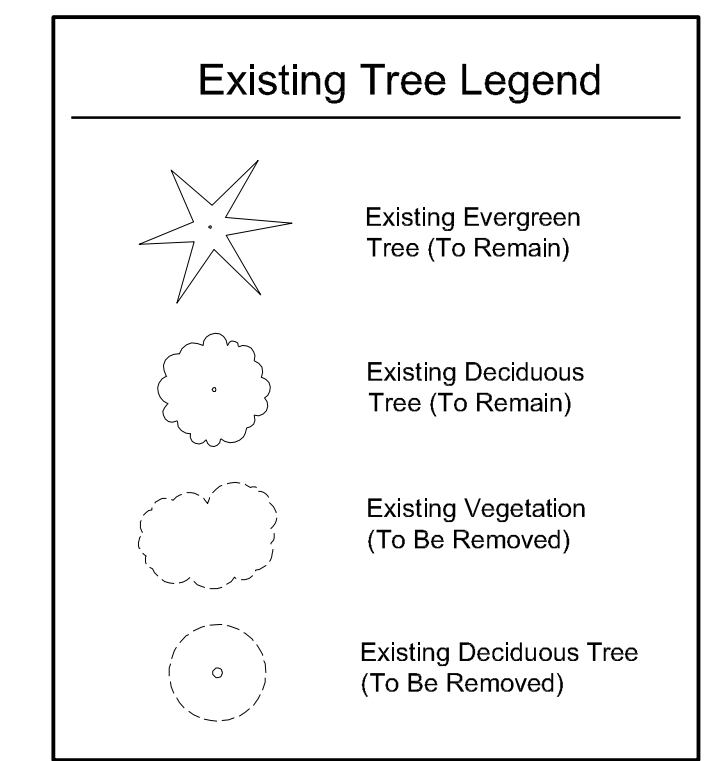 Existing Tree Legend
Existing Evergreen
Tree (To Remain)
Existing Deciduous
Tree (To Remain)
Existing Vegetation
(To Be Removed)
Existing Deciduous Tree
(To Be Removed)